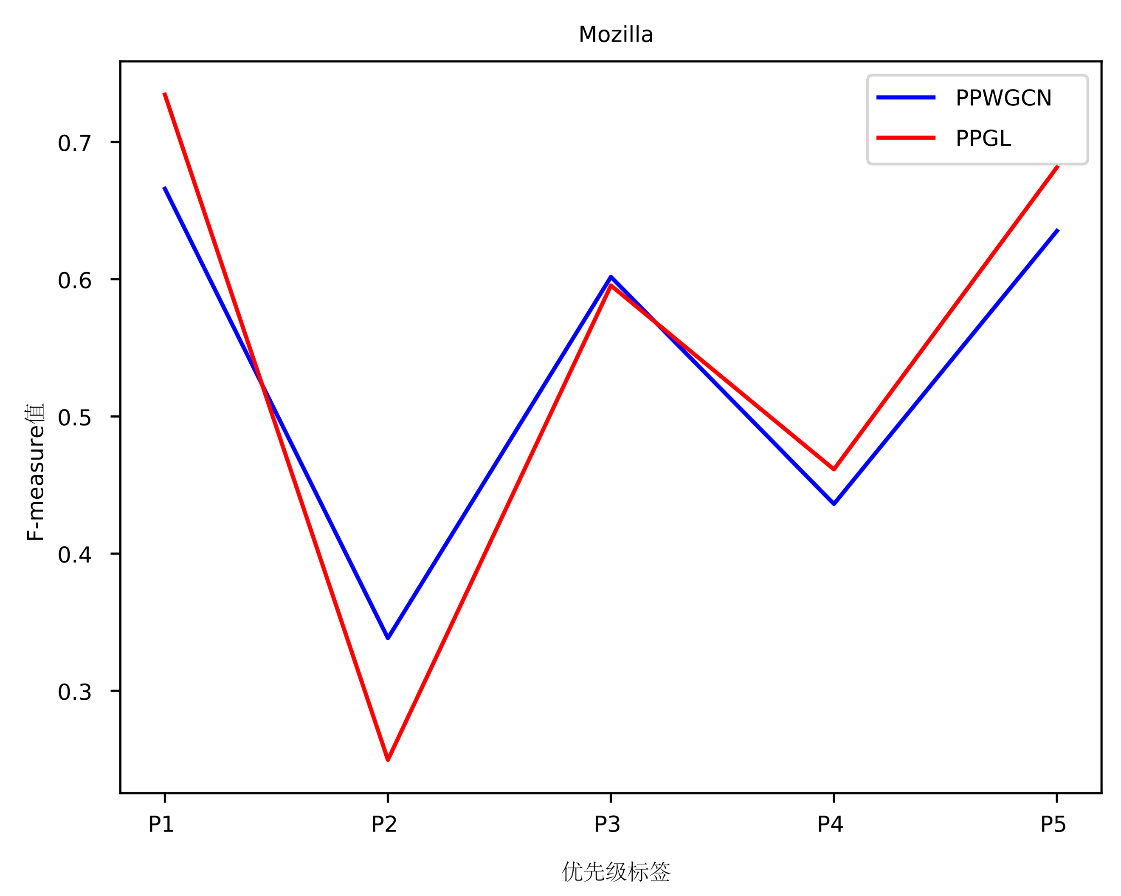 Mozilla
PPWGCN
PPGL
0.7
0.6
0.5
0.4
0.3
F-measure值
P1 P2 P3 P4 P5
优先级标签